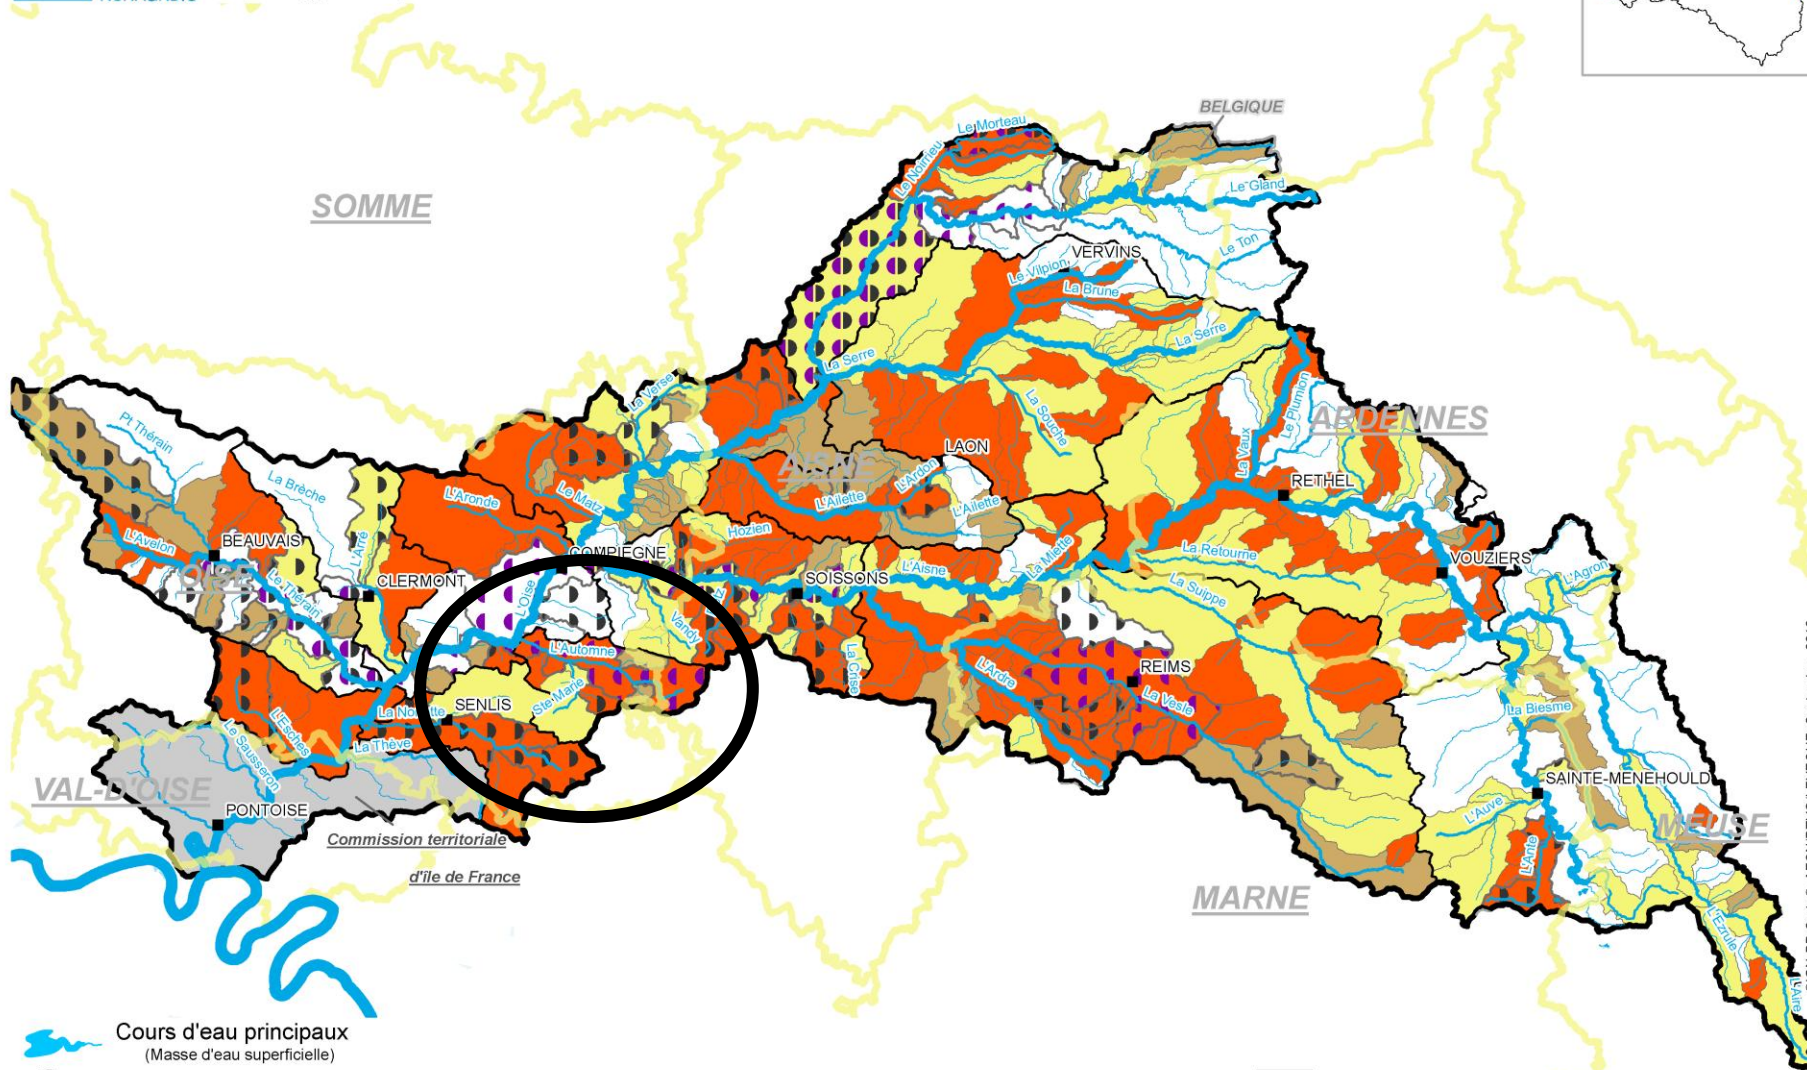 BELGIQUE
Le Morteau
Le Noirrieu
Le Gland
SOMME
Le Ton
VERVINS
Le Vilpion
La Brune
La Serre
La Serre
La Verse
Le Plumion
ARDENNES
La Souche
Pt Thérain
La Vaux
LAON
AISNE
L'Ardon
La Brèche
RETHEL
L'Aronde
Le Matz
L'Ailette
L'Ailette
Hozien
BEAUVAIS
L'Avelon
L'Arré
COMPIEGNE
La Miette
La Retourne
VOUZIERS
OISE
CLERMONT
SOISSONS
L'Aisne
L'Agron
Le Thérain
L'Oise
La Suippe
Vandy
L'Automne
La Crise
L'Ardre
REIMS
La Vesle
Ste Marie
SENLIS
La Nonette
La Biesme
L'Esches
La Thève
Le Sausseron
VAL-D'OISE
SAINTE-MENEHOULD
PONTOISE
L'Auve
MEUSE
Commission territoriale
d'île de France
L'Ante
MARNE
L'Ezrule
L'Aire
Cours d'eau principaux
(Masse d'eau superficielle)